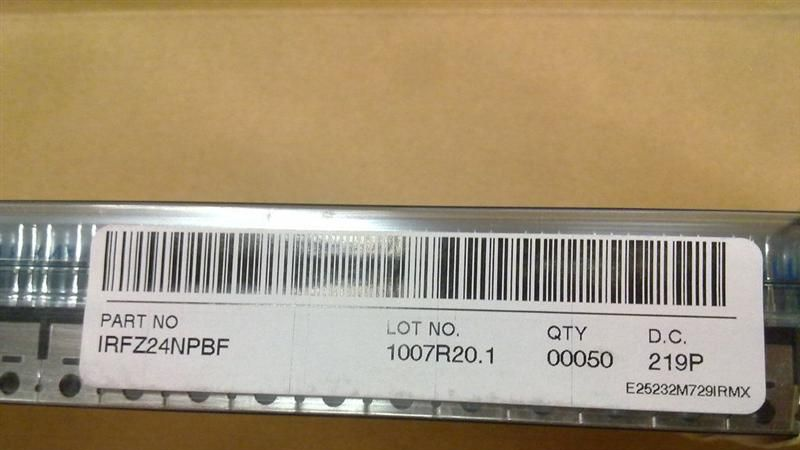 PART NO LOT NO. QTY D.C.
IRFZ24NPBF 1007R20.1 00050 219P
E25232M729IRMX